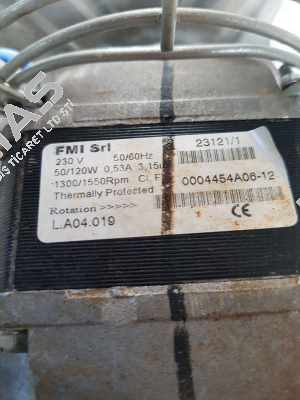 FMI Srl
23121/1
230 V 50/60Hz
50/120W 0,53A 3,15
1300/1550Rpm Cl. F
0004454A06-12
Thermally Protected
Rotation >>>>>
L.A04.019
CE